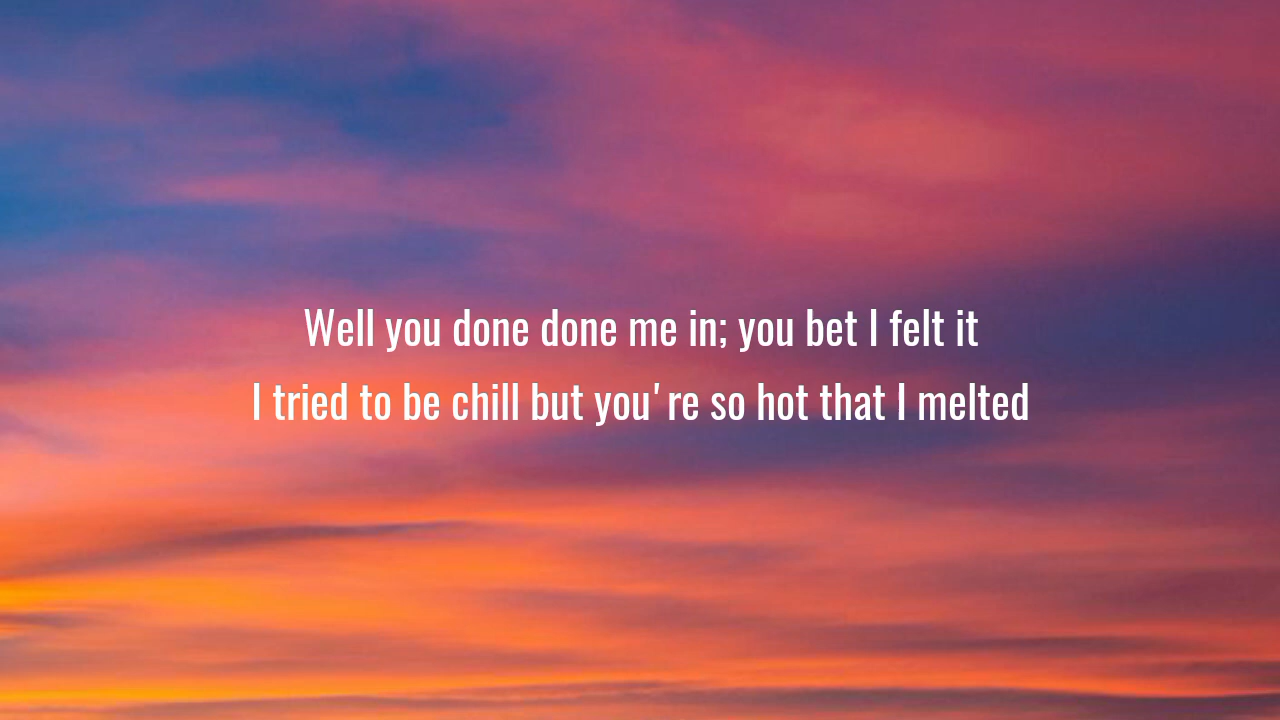 Well you done done me in; you bet I felt it
I tried to be chill but you're so hot that I melted